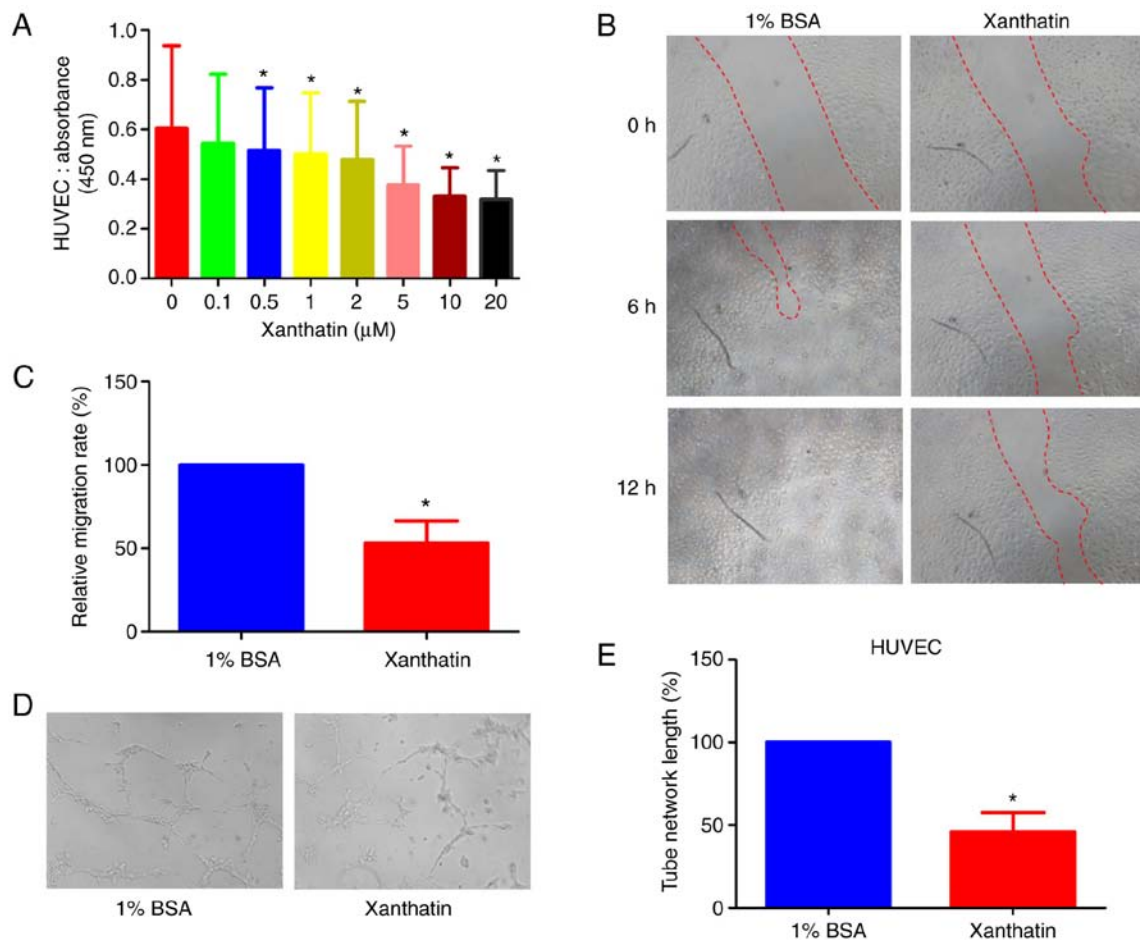 A
1.0
0.8
0.6
0.4
0.2
0.0
HUVEC : absorbance
(450 nm)
* * * * * *
0 0.1 0.5 1 2 5 10 20
Xanthatin (μM)
B
1% BSA Xanthatin
0 h
6 h
12 h
C
150
100
50
0
Relative migration rate (%)
*
1% BSA Xanthatin
D
1% BSA Xanthatin
E
HUVEC
150
100
50
0
Tube network length (%)
*
1% BSA Xanthatin